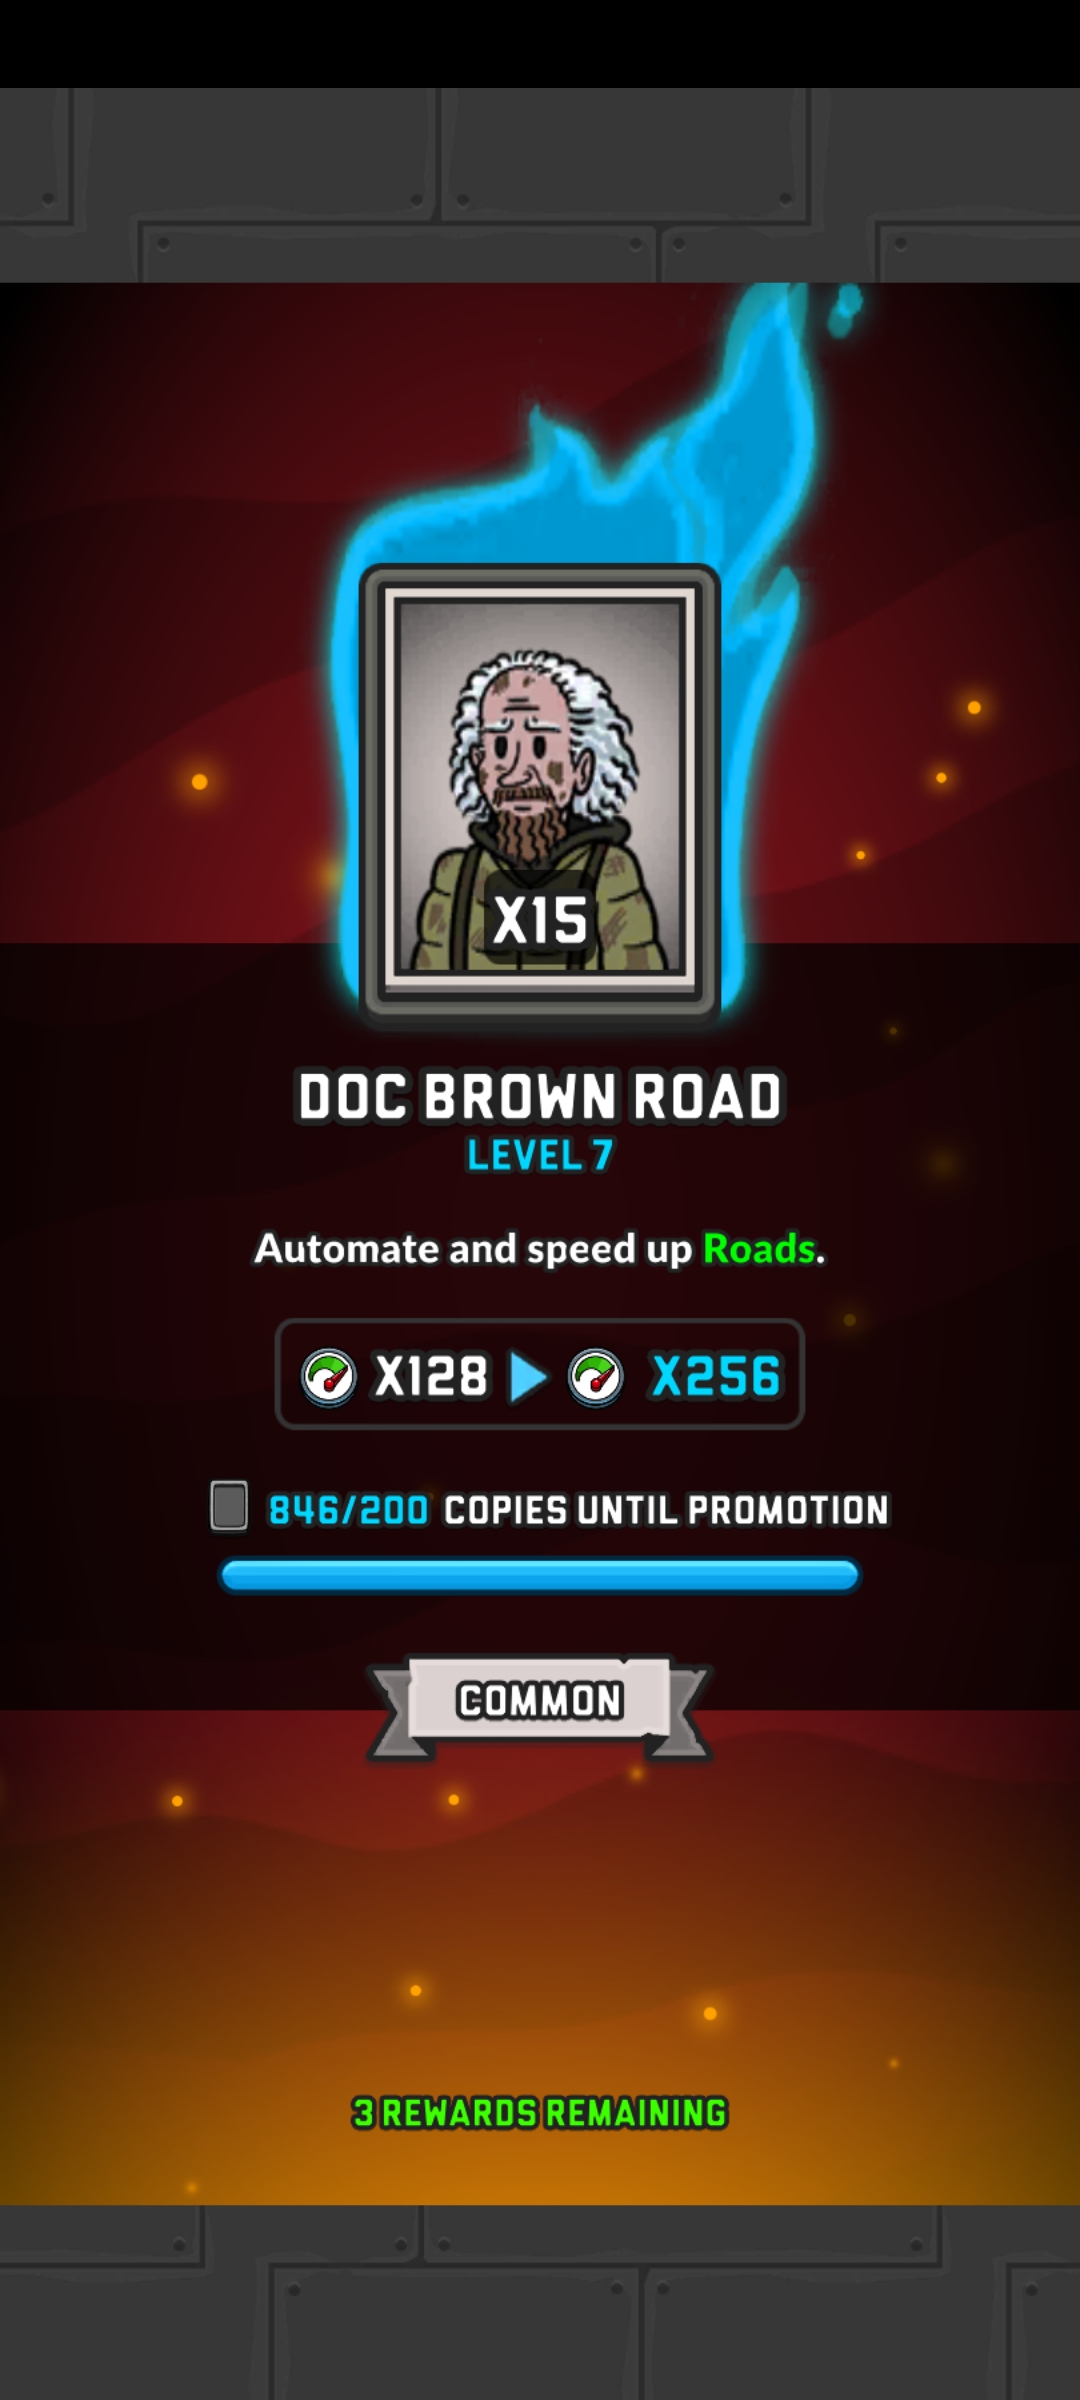 X15
DOC BROWN ROAD
LEVEL 7
Automate and speed up Roads.
X128 X256
846/200 COPIES UNTIL PROMOTION
COMMON
3 REWARDS REMAINING